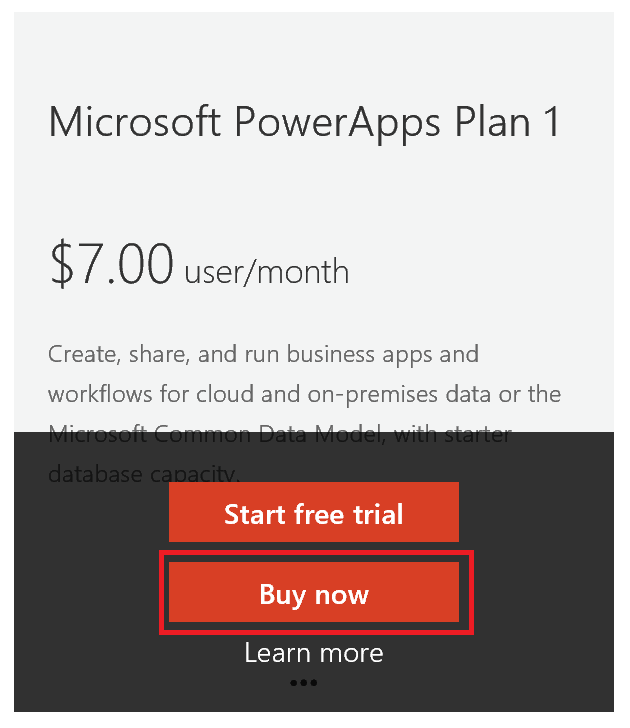 Microsoft PowerApps Plan 1
$7.00 user/month
Create, share, and run business apps and
workflows for cloud and on-premises data or the
Microsoft Common Data Model, with starter
database capacity.
Start free trial
Buy now
Learn more
•••